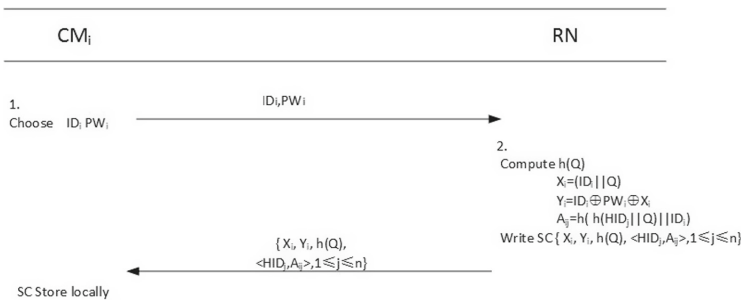 CMᵢ RN
1.
Choose IDᵢ PWᵢ
IDᵢ,PWᵢ
2.
Compute h(Q)
Xᵢ=(IDᵢ||Q)
Yᵢ=IDᵢ⊕PWᵢ⊕Xᵢ
Aᵢⱼ=h( h(HIDⱼ||Q)||IDᵢ)
Write SC{ Xᵢ, Yᵢ, h(Q), <HIDⱼ,Aᵢⱼ>,1≤j≤n}
{ Xᵢ, Yᵢ, h(Q),
<HIDⱼ,Aᵢⱼ>,1≤j≤n}
SC Store locally